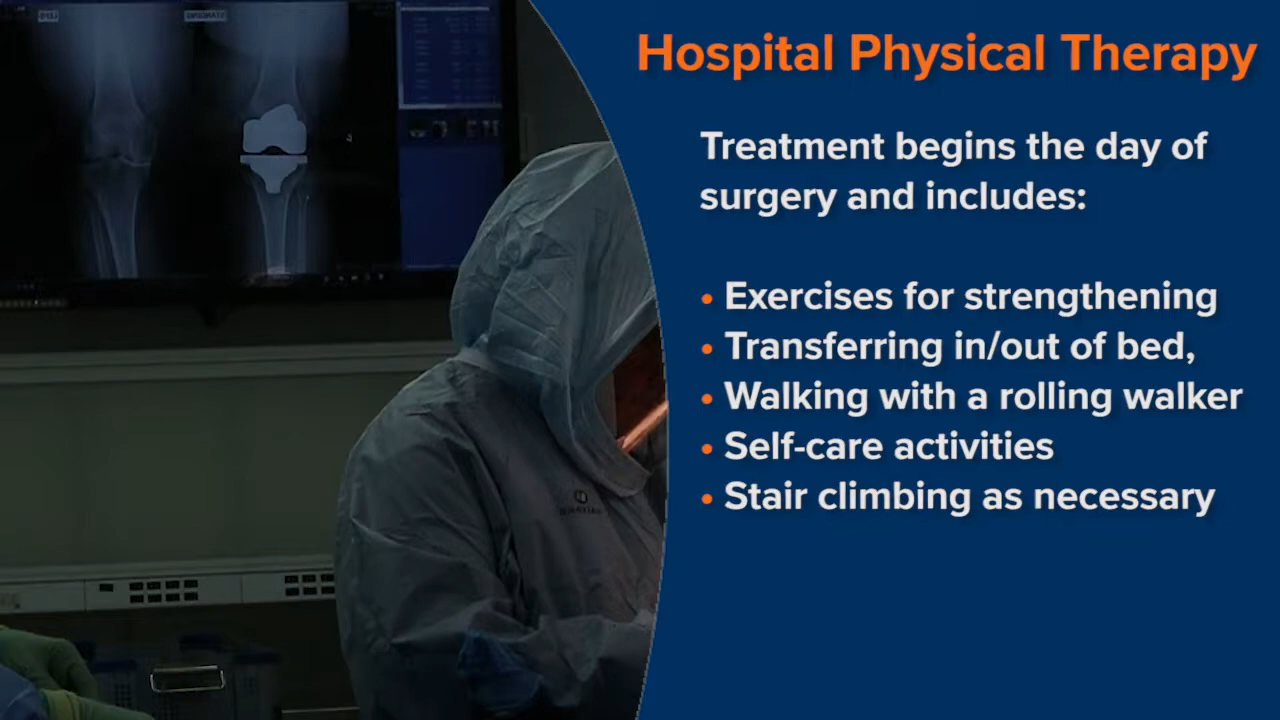 Hospital Physical Therapy
Treatment begins the day of
surgery and includes:
• Exercises for strengthening
• Transferring in/out of bed,
• Walking with a rolling walker
• Self-care activities
• Stair climbing as necessary